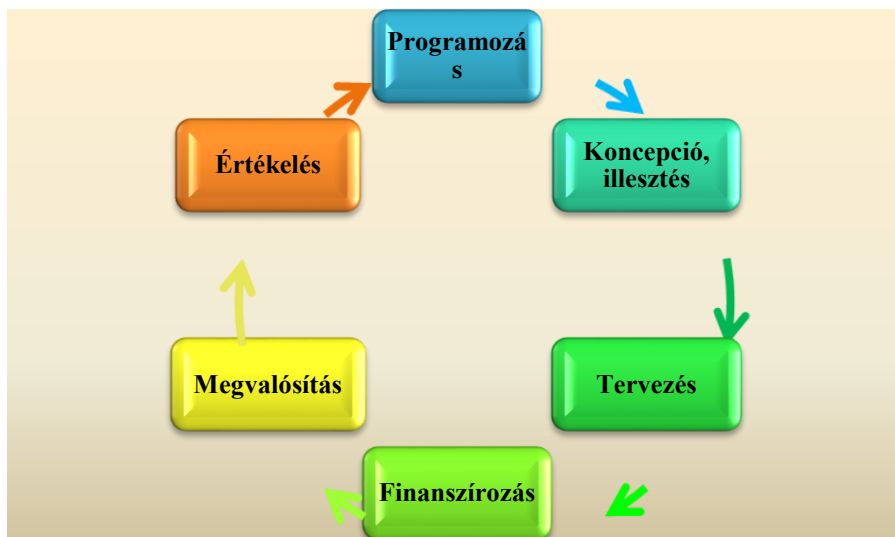 Programozá
s
Koncepció,
illesztés
Tervezés
Finanszírozás
Megvalósítás
Értékelés